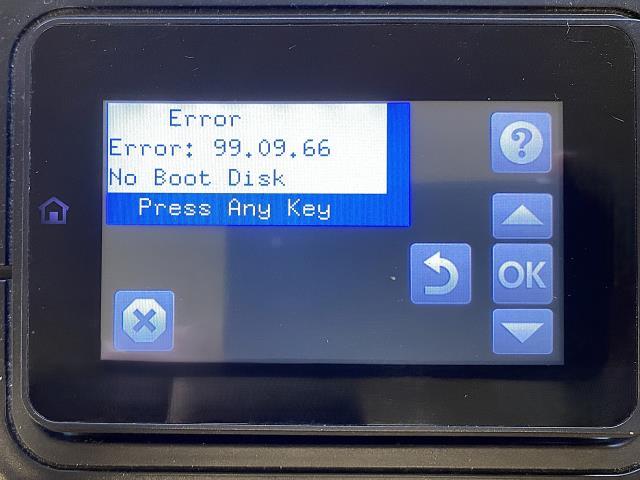 Error
Error: 99.09.66
No Boot Disk
Press Any Key
?
OK